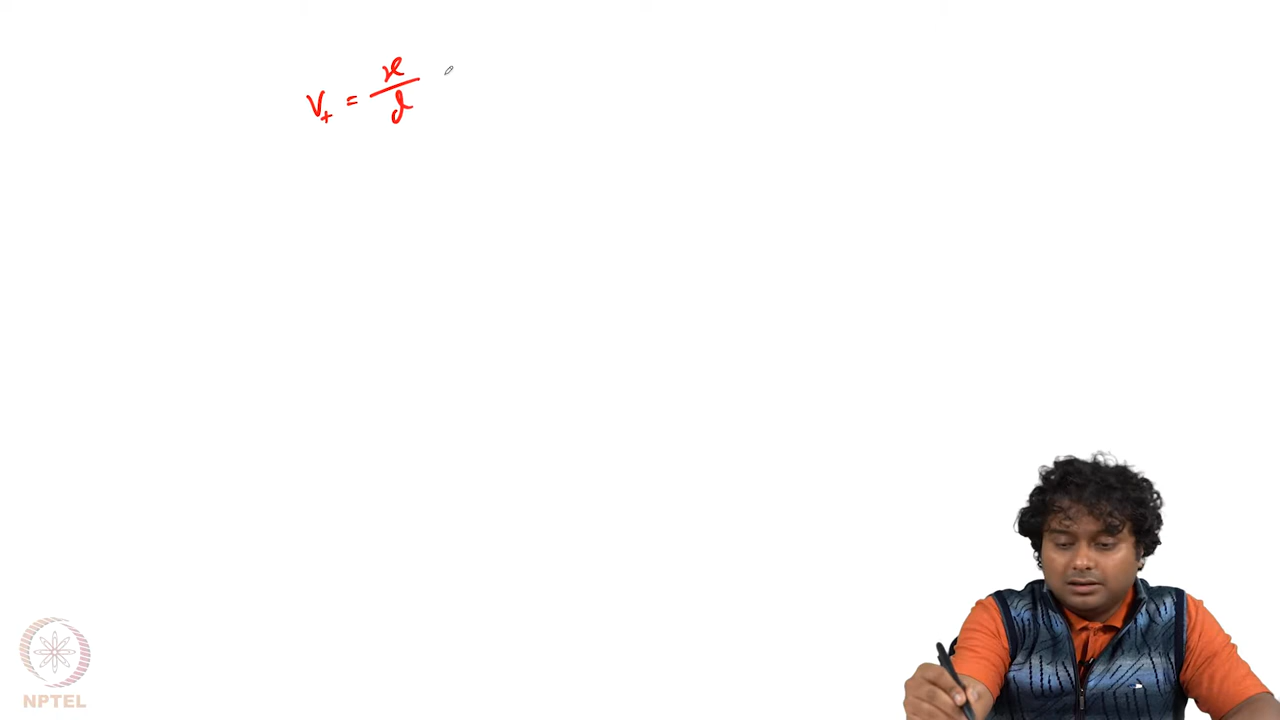 V₊ = x/d
NPTEL